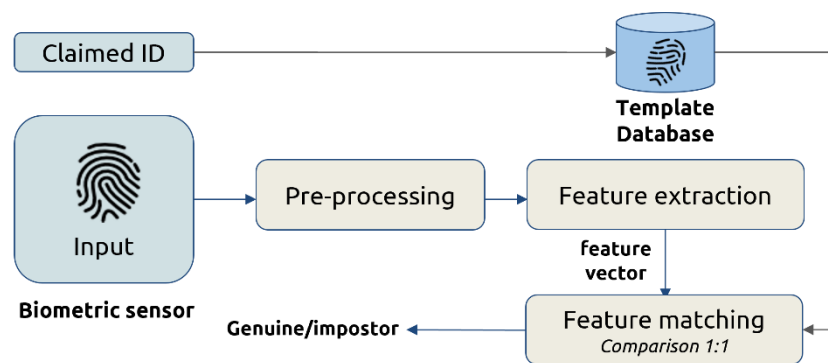 Claimed ID
Template
Database
Input
Biometric sensor
Pre-processing
Feature extraction
feature
vector
Feature matching
Comparison 1:1
Genuine/impostor